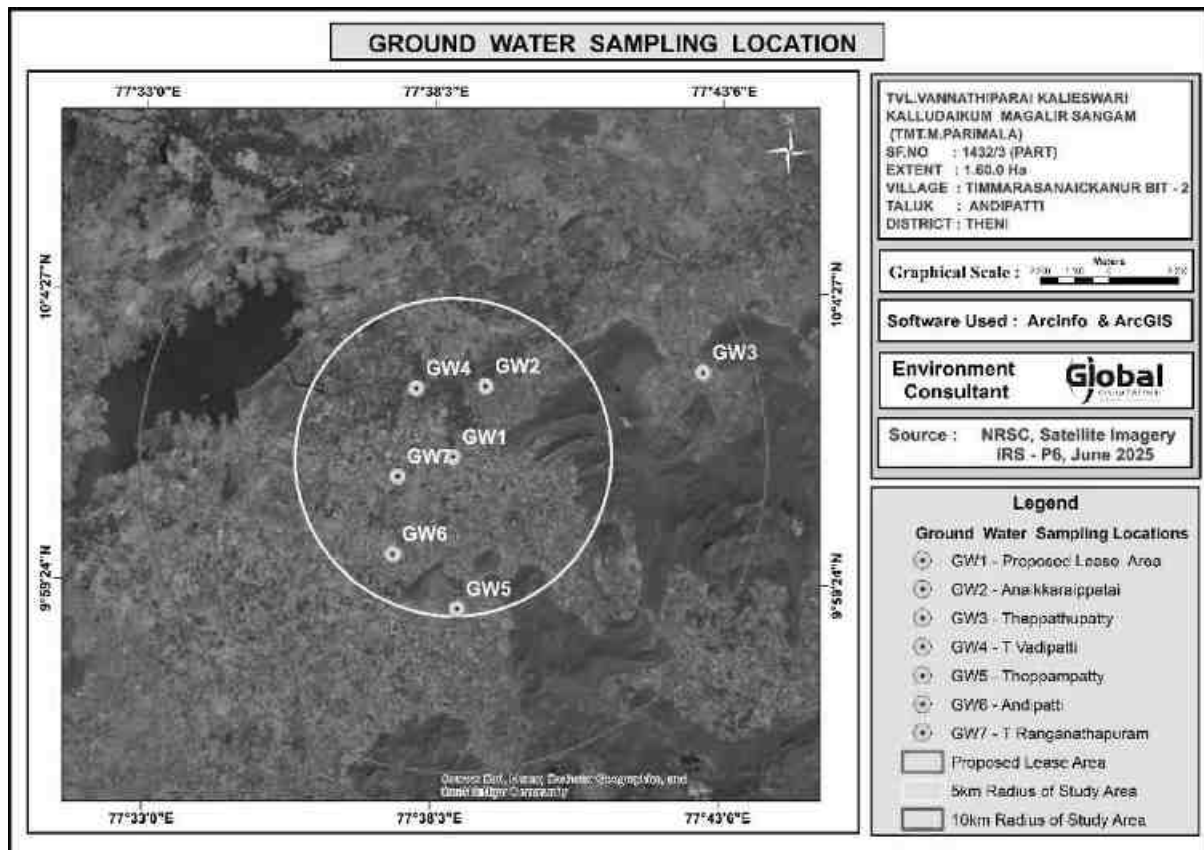 GROUND WATER SAMPLING LOCATION
77°33'0"E
77°38'3"E
77°43'6"E
10°4'27"N
10°4'27"N
9°59'24"N
9°59'24"N
GW4
GW2
GW3
GW1
GW7
GW6
GW5
77°33'0"E
77°38'3"E
77°43'6"E
TVL.VANNATHIPARAI KALIESWARI
KALLUDAIKUM MAGALIR SANGAM
(TMT.M.PARIMALA)
SF.NO : 1432/3 (PART)
EXTENT : 1.60.0 Ha
VILLAGE : TIMMARASANAICKANUR BIT - 2
TALUK : ANDIPATTI
DISTRICT : THENI
Graphical Scale :
Meters
Software Used : Arcinfo & ArcGIS
Environment
Consultant
Global
Source : NRSC, Satellite Imagery
IRS - P6, June 2025
Legend
Ground Water Sampling Locations
GW1 - Proposed Lease Area
GW2 - Anaikkaraippatai
GW3 - Theppathupatty
GW4 - T Vadipatti
GW5 - Thoppampatty
GW6 - Andipatti
GW7 - T Ranganathapuram
Proposed Lease Area
5km Radius of Study Area
10km Radius of Study Area